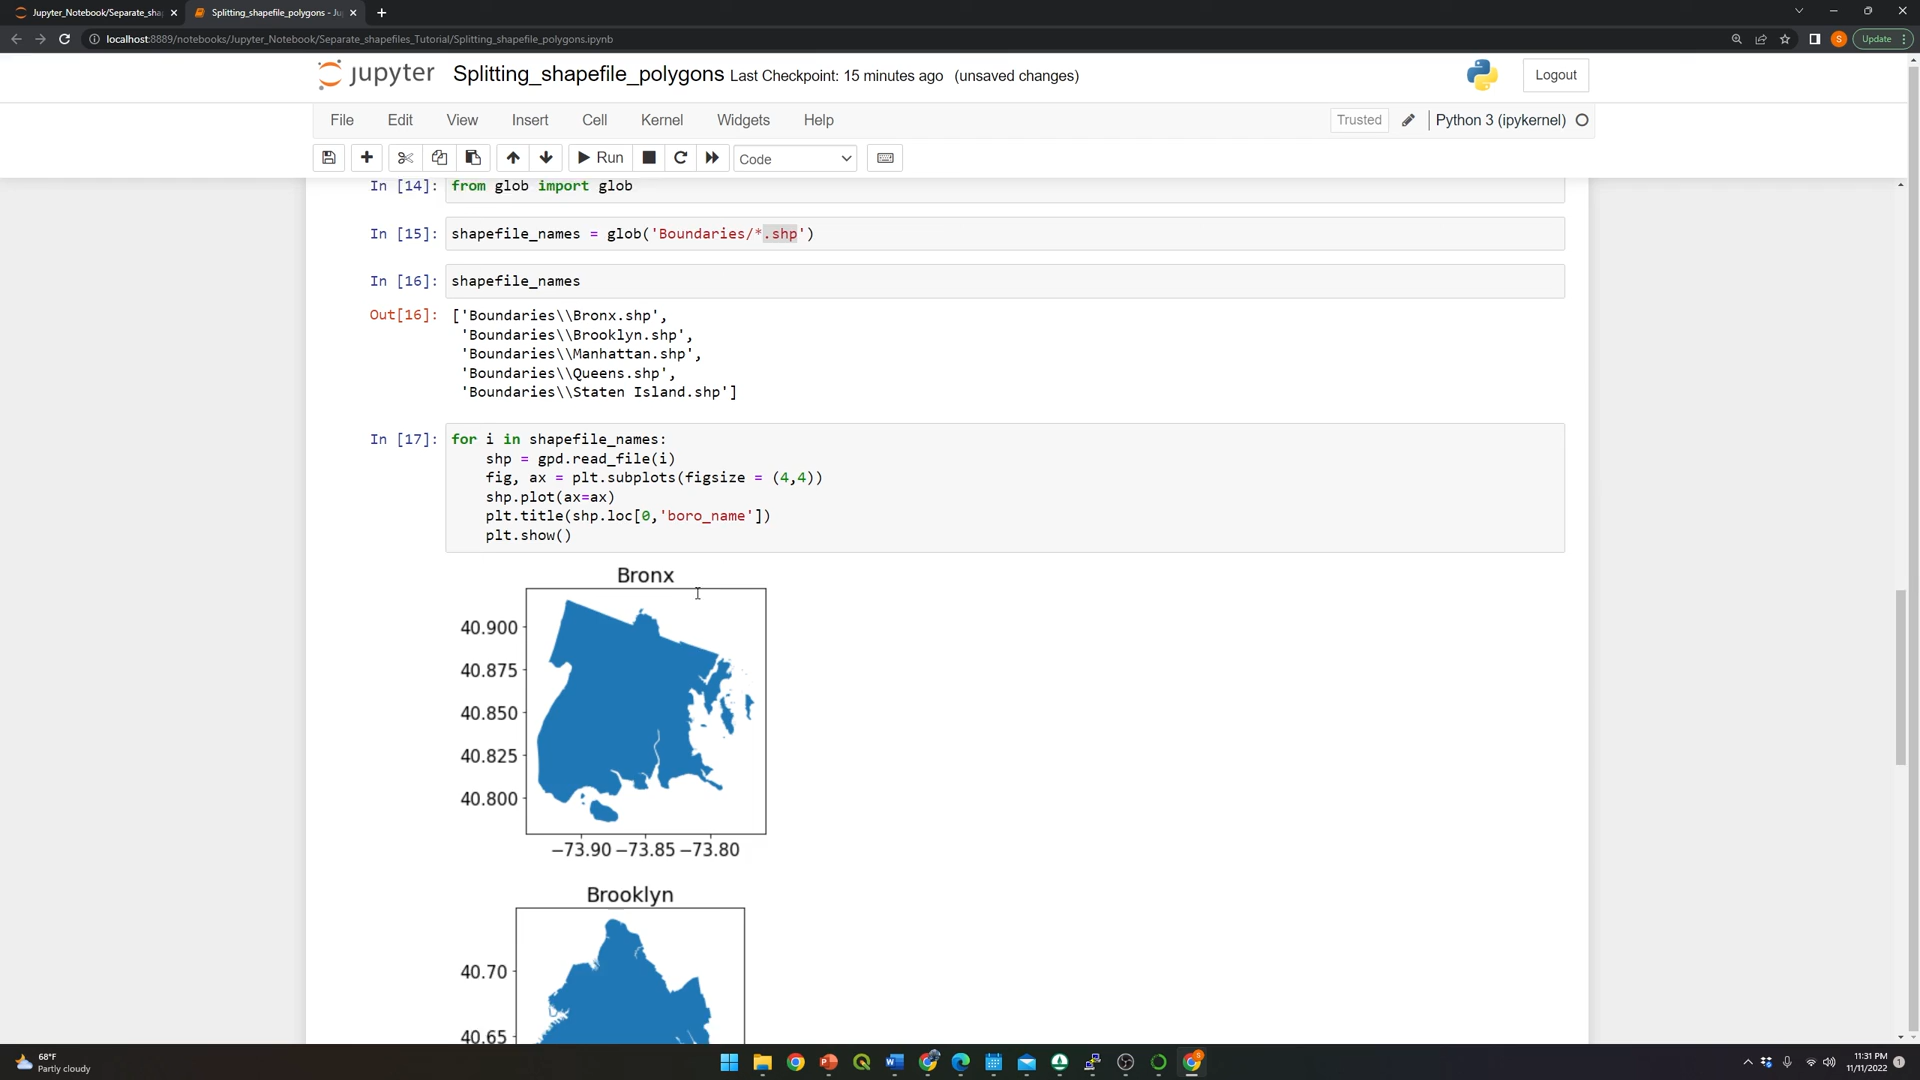 Jupyter_Notebook/Separate_sha
Splitting_shapefile_polygons - Ju
localhost:8889/notebooks/Jupyter_Notebook/Separate_shapefiles_Tutorial/Splitting_shapefile_polygons.ipynb
Update
jupyter Splitting_shapefile_polygons Last Checkpoint: 15 minutes ago (unsaved changes)
Logout
File Edit View Insert Cell Kernel Widgets Help
Trusted Python 3 (ipykernel)
Run Code
In [14]: from glob import glob
In [15]: shapefile_names = glob('Boundaries/*.shp')
In [16]: shapefile_names
Out[16]: ['Boundaries\\Bronx.shp',
'Boundaries\\Brooklyn.shp',
'Boundaries\\Manhattan.shp',
'Boundaries\\Queens.shp',
'Boundaries\\Staten Island.shp']
In [17]: for i in shapefile_names:
shp = gpd.read_file(i)
fig, ax = plt.subplots(figsize = (4,4))
shp.plot(ax=ax)
plt.title(shp.loc[0,'boro_name'])
plt.show()
Bronx
40.900
40.875
40.850
40.825
40.800
−73.90 −73.85 −73.80
Brooklyn
40.70
40.65
68°F
Partly cloudy
11:31 PM
11/11/2022
1